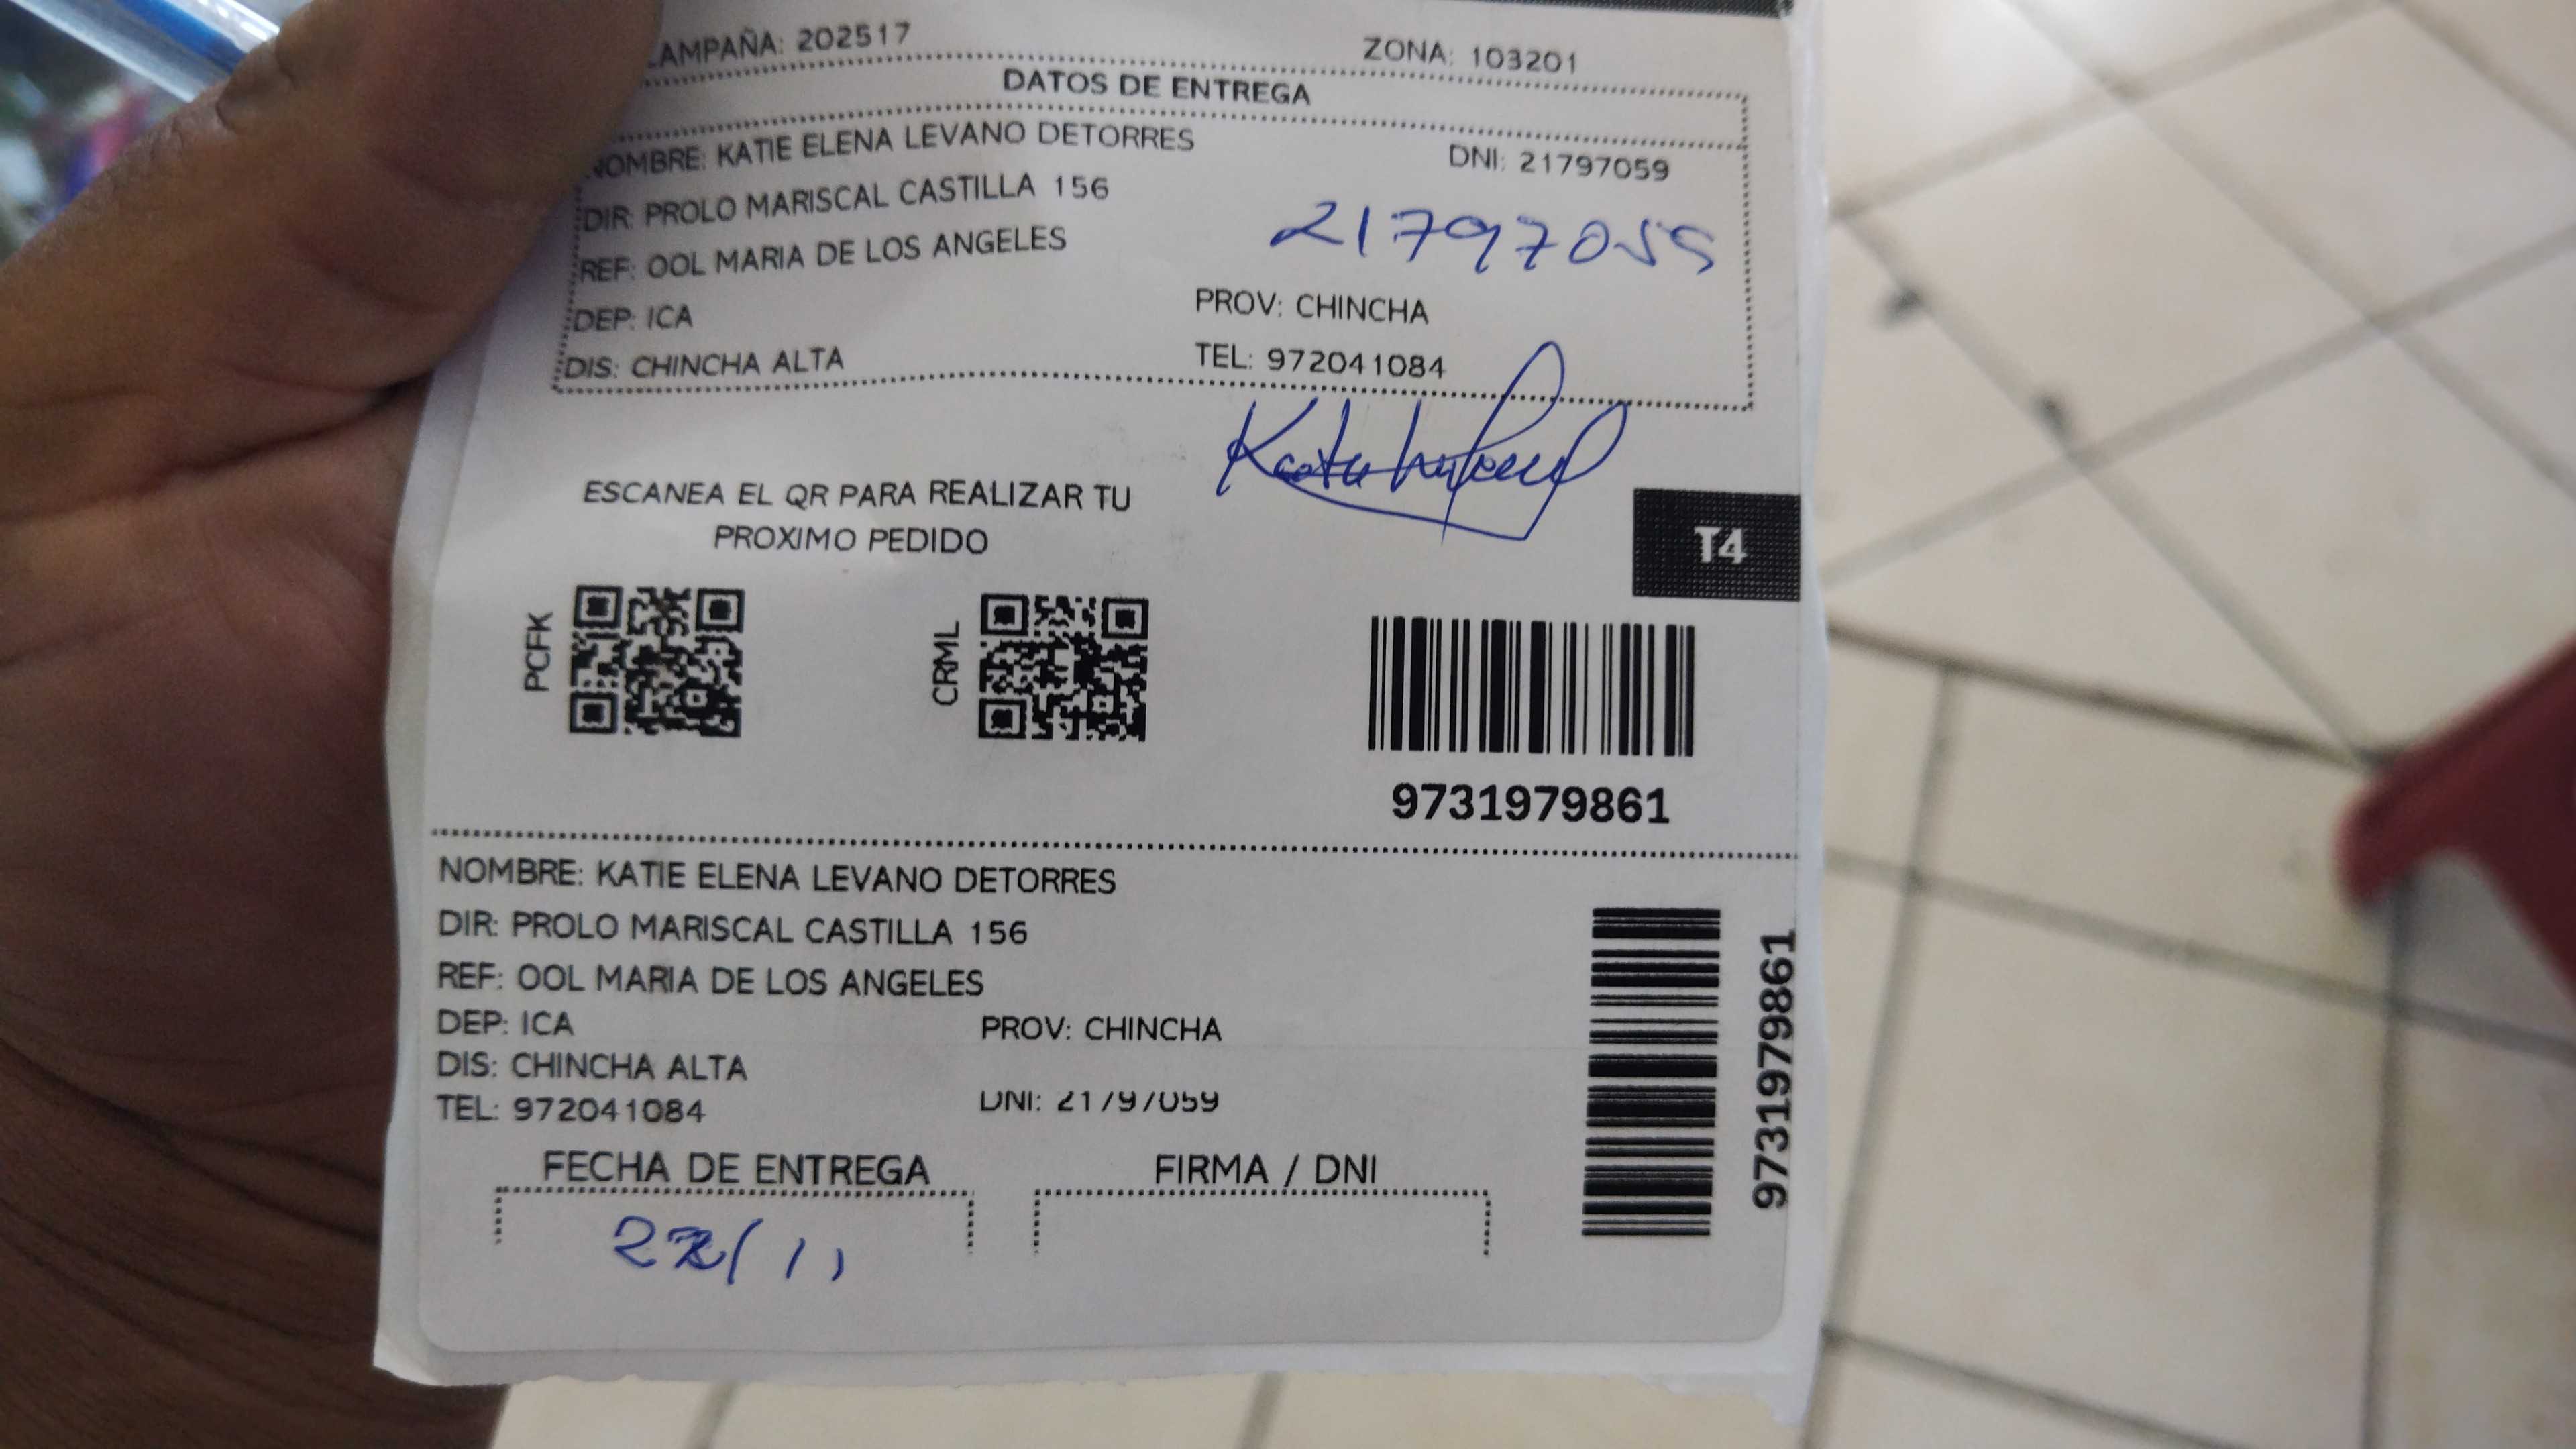 AMPAÑA: 202517 ZONA: 103201
DATOS DE ENTREGA
NOMBRE: KATIE ELENA LEVANO DETORRES DNI: 21797059
DIR: PROLO MARISCAL CASTILLA 156
21797059
REF: OOL MARIA DE LOS ANGELES
DEP: ICA PROV: CHINCHA
DIS: CHINCHA ALTA TEL: 972041084
ESCANEA EL QR PARA REALIZAR TU
PROXIMO PEDIDO
T4
PCFK
CRML
9731979861
NOMBRE: KATIE ELENA LEVANO DETORRES
DIR: PROLO MARISCAL CASTILLA 156
REF: OOL MARIA DE LOS ANGELES
DEP: ICA PROV: CHINCHA
DIS: CHINCHA ALTA
TEL: 972041084 DNI: 21797059
9731979861
FECHA DE ENTREGA FIRMA / DNI
22/11